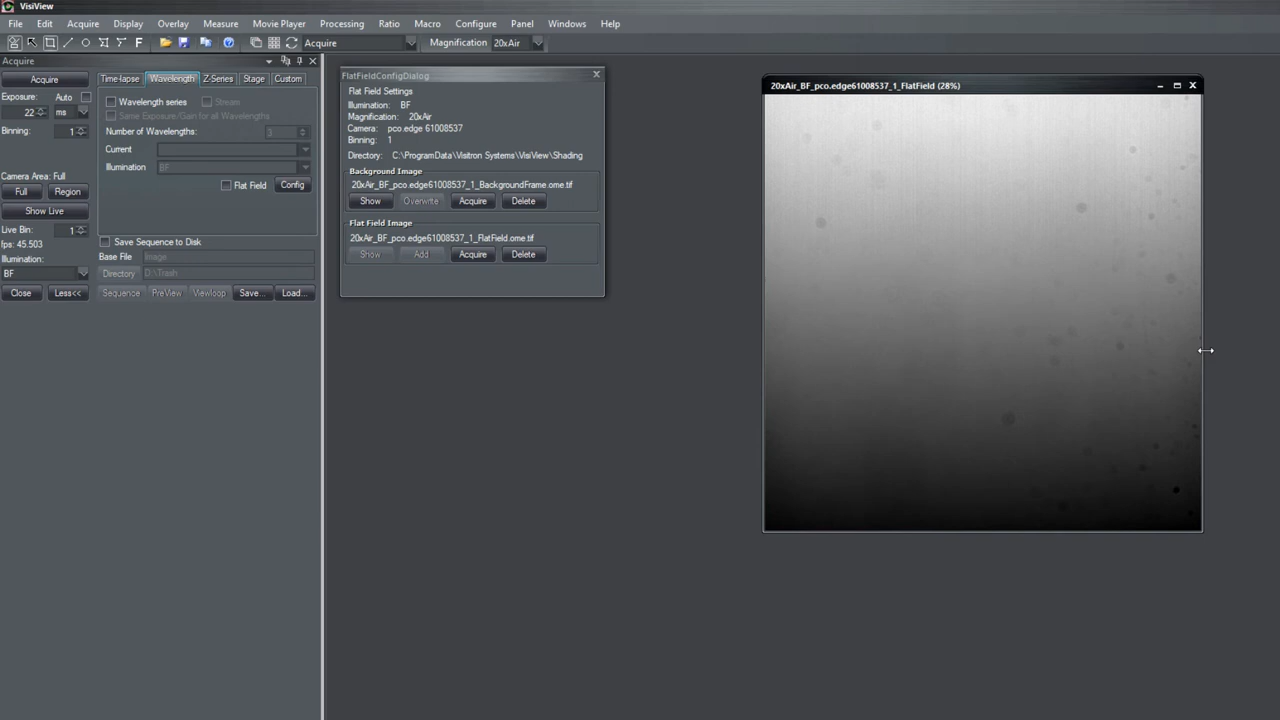 VisiView
File Edit Acquire Display Overlay Measure Movie Player Processing Ratio Macro Configure Panel Windows Help
F Acquire Magnification 20xAir
Acquire
Acquire
Exposure: Auto
22 ms
Binning: 1
Camera Area: Full
Full Region
Show Live
Live Bin: 1
fps: 45.503
Illumination:
BF
Close Less<<
Time-lapse Wavelength Z-Series Stage Custom
Wavelength series Stream
Same Exposure/Gain for all Wavelengths
Number of Wavelengths: 3
Current
Illumination BF
Flat Field Config
Save Sequence to Disk
Base File Image
Directory D:\Trash
Sequence PreView Viewloop Save... Load...
FlatFieldConfigDialog
Flat Field Settings
Illumination: BF
Magnification: 20xAir
Camera: pco.edge 61008537
Binning: 1
Directory: C:\ProgramData\Visitron Systems\VisiView\Shading
Background Image
20xAir_BF_pco.edge61008537_1_BackgroundFrame.ome.tif
Show Overwrite Acquire Delete
Flat Field Image
20xAir_BF_pco.edge61008537_1_FlatField.ome.tif
Show Add Acquire Delete
20xAir_BF_pco.edge61008537_1_FlatField (28%)